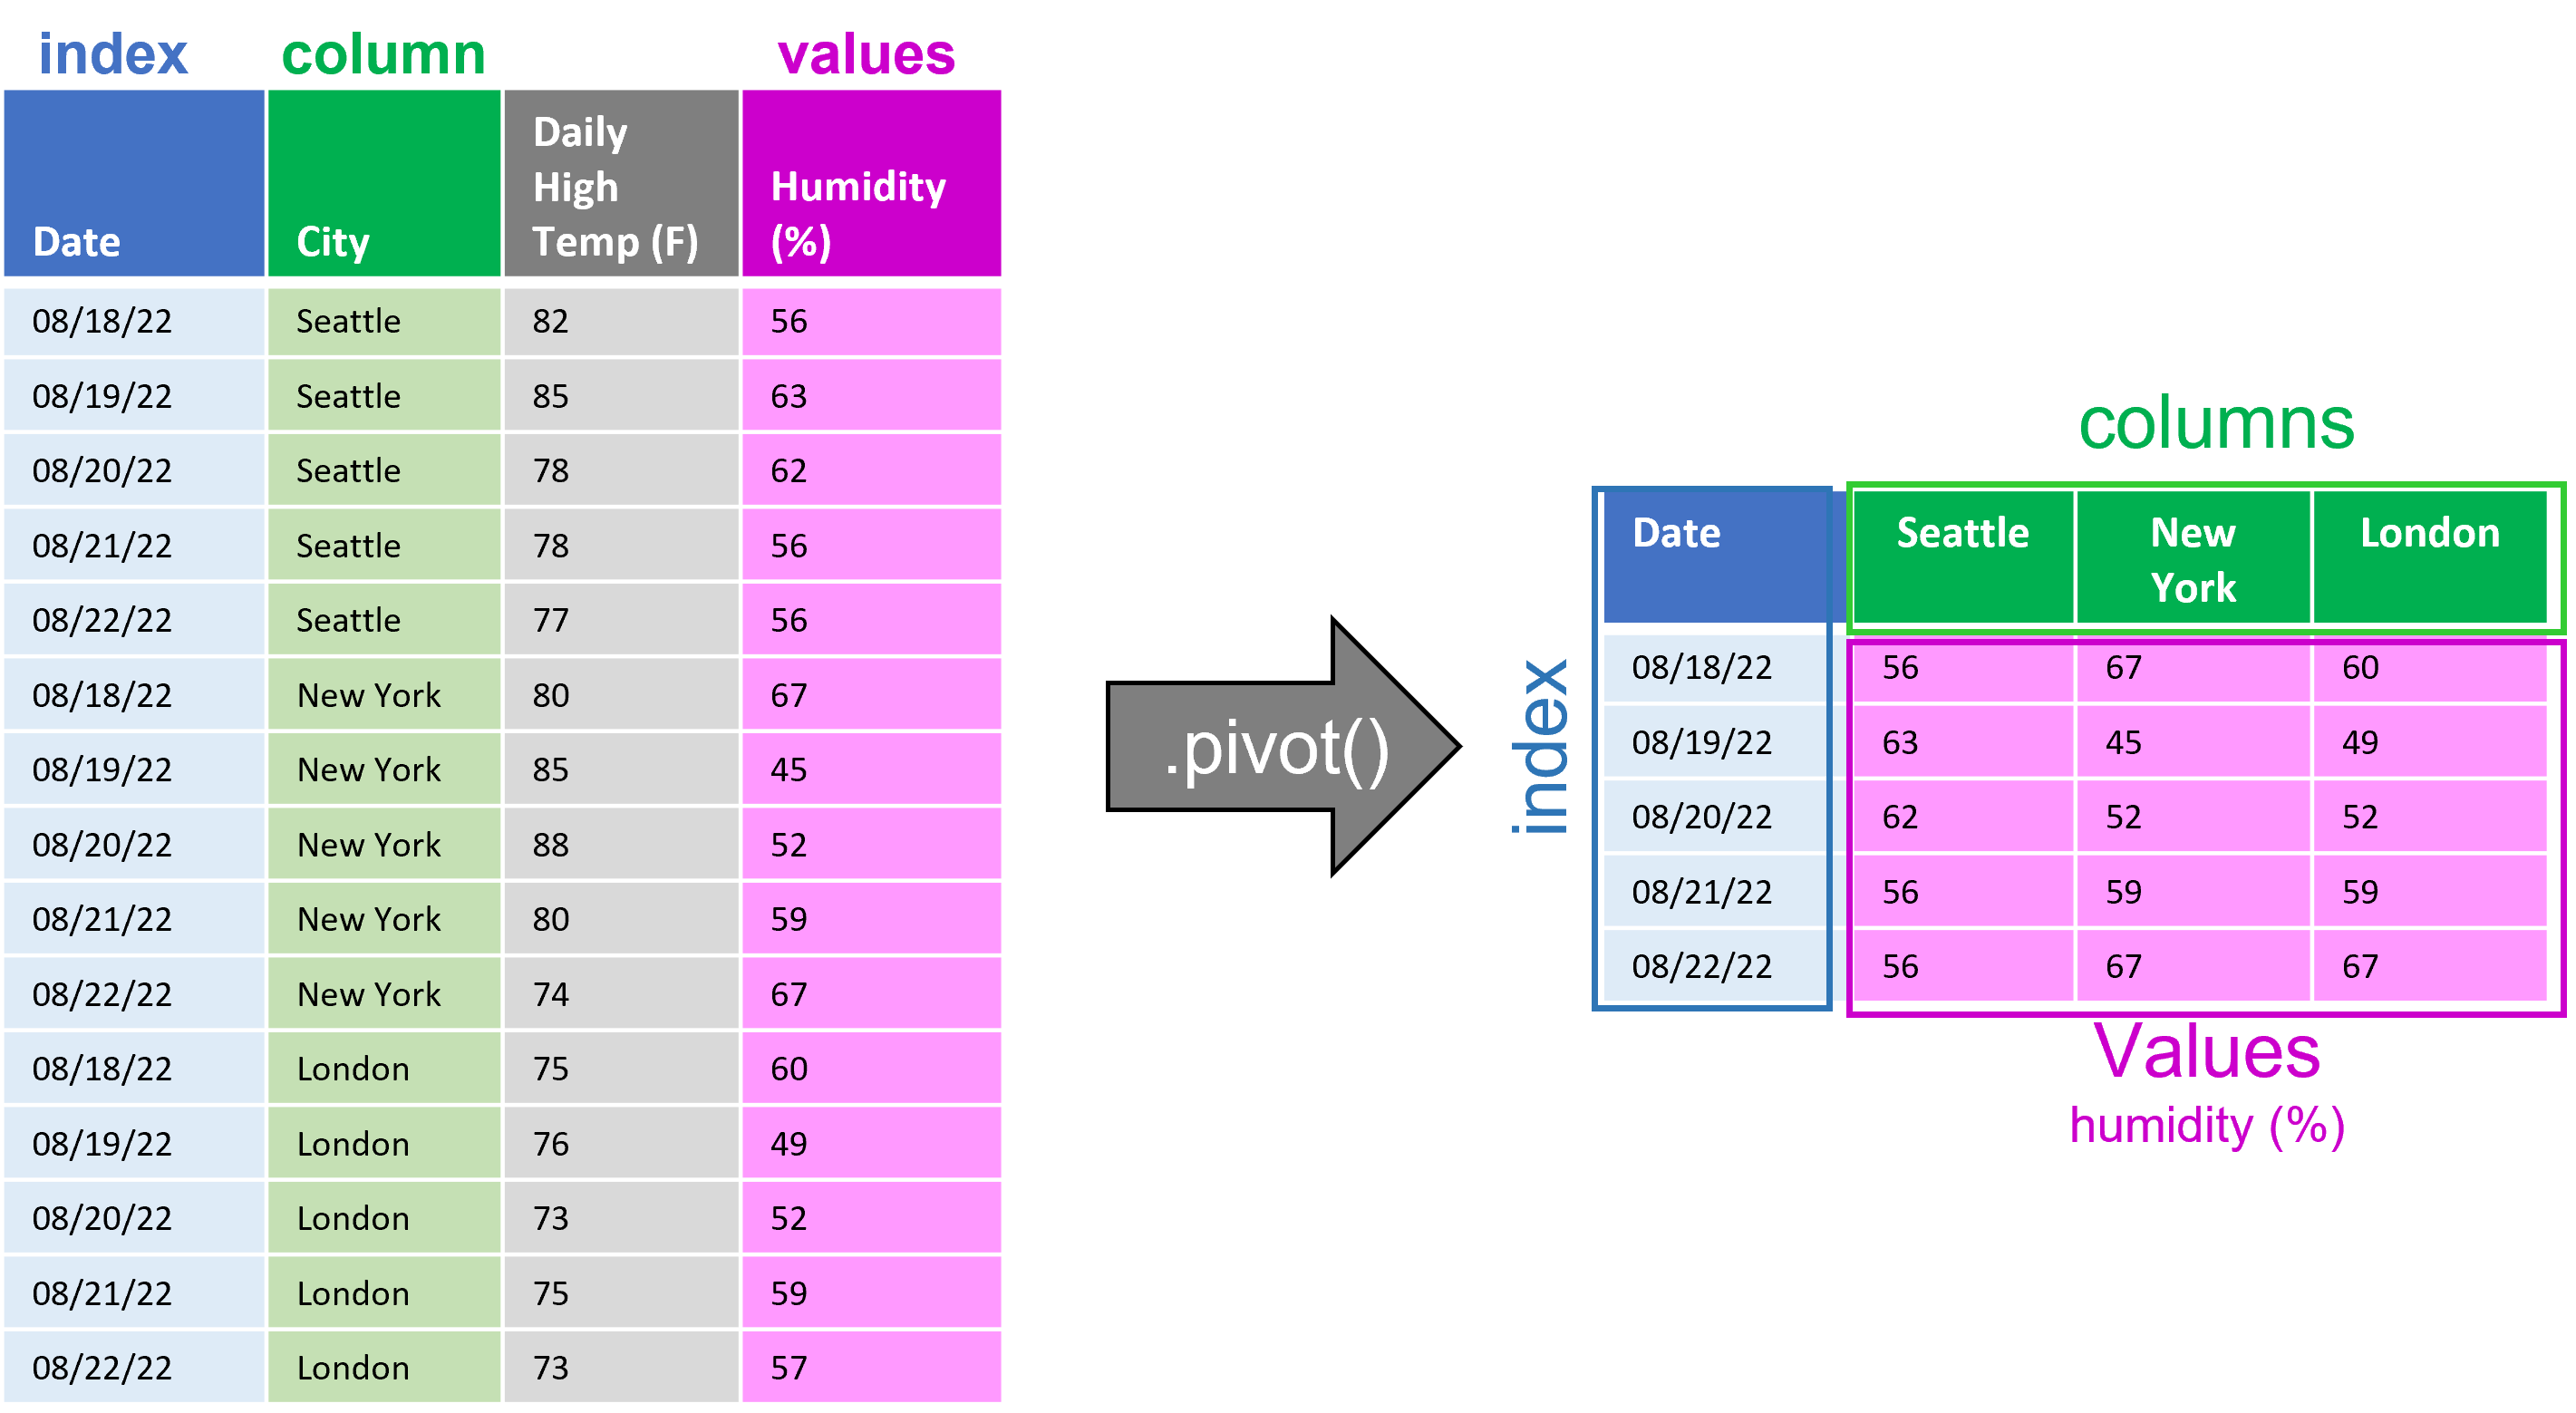 index column values
Date City Daily High Temp (F) Humidity (%)
08/18/22 Seattle 82 56
08/19/22 Seattle 85 63
08/20/22 Seattle 78 62
08/21/22 Seattle 78 56
08/22/22 Seattle 77 56
08/18/22 New York 80 67
08/19/22 New York 85 45
08/20/22 New York 88 52
08/21/22 New York 80 59
08/22/22 New York 74 67
08/18/22 London 75 60
08/19/22 London 76 49
08/20/22 London 73 52
08/21/22 London 75 59
08/22/22 London 73 57
.pivot()
columns
index
Date Seattle New York London
08/18/22 56 67 60
08/19/22 63 45 49
08/20/22 62 52 52
08/21/22 56 59 59
08/22/22 56 67 67
Values
humidity (%)